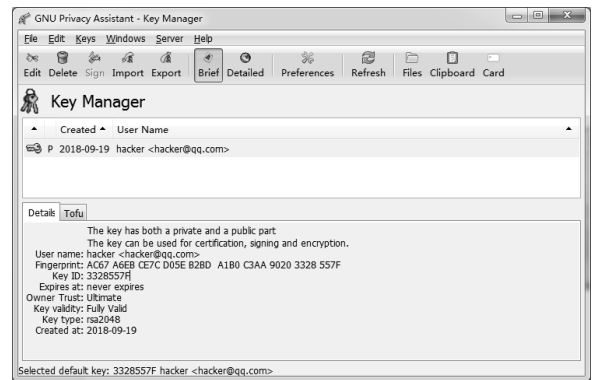 GNU Privacy Assistant - Key Manager
File Edit Keys Windows Server Help
Edit Delete Sign Import Export Brief Detailed Preferences Refresh Files Clipboard Card
Key Manager
Created User Name
P 2018-09-19 hacker <hacker@qq.com>
Details Tofu
The key has both a private and a public part
The key can be used for certification, signing and encryption.
User name: hacker <hacker@qq.com>
Fingerprint: AC67 A6EB CE7C D05E B2BD A1B0 C3AA 9020 3328 557F
Key ID: 3328557F
Expires at: never expires
Owner Trust: Ultimate
Key validity: Fully Valid
Key type: rsa2048
Created at: 2018-09-19
Selected default key: 3328557F hacker <hacker@qq.com>